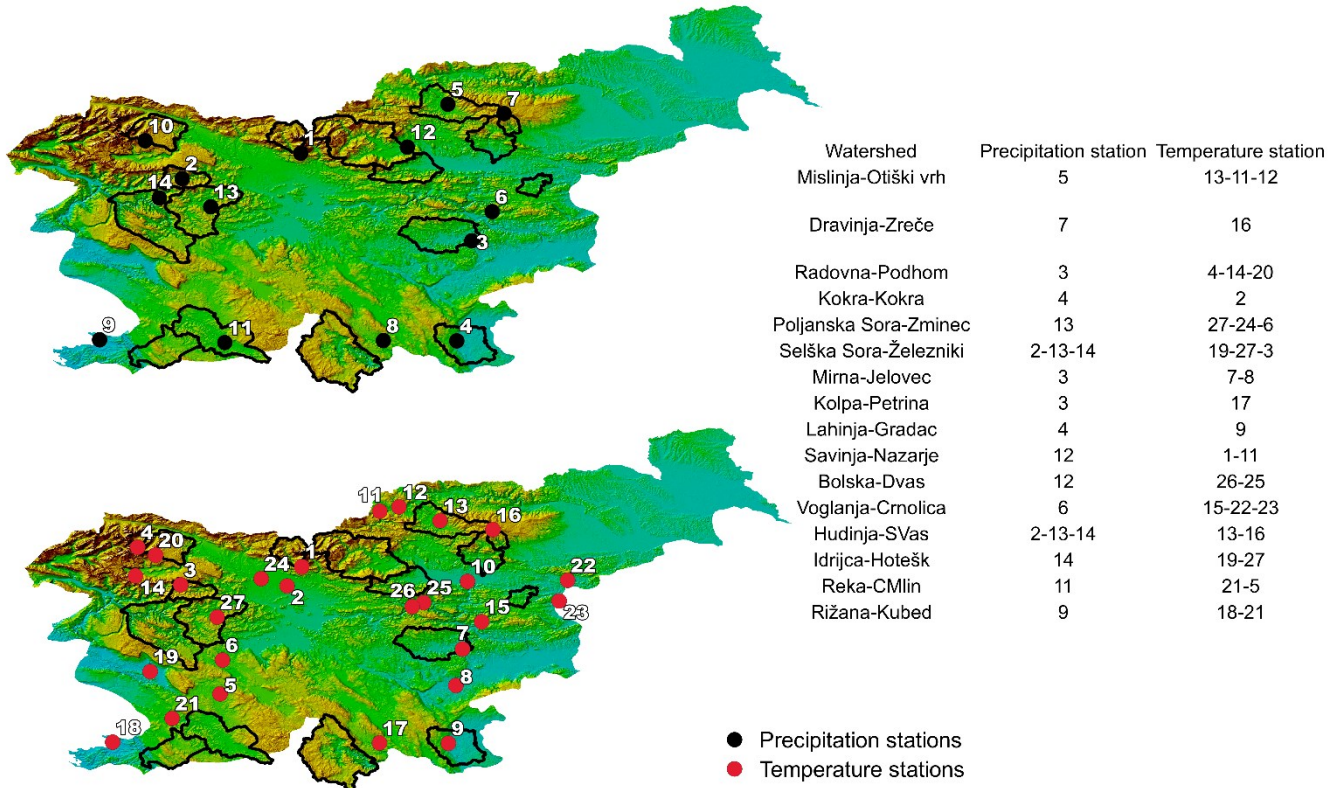 5
7
10
1
12
2
14
13
6
3
9
11
8
4
Watershed Precipitation station Temperature station
Mislinja-Otiški vrh 5 13-11-12
Dravinja-Zreče 7 16
Radovna-Podhom 3 4-14-20
Kokra-Kokra 4 2
Poljanska Sora-Zminec 13 27-24-6
Selška Sora-Železniki 2-13-14 19-27-3
Mirna-Jelovec 3 7-8
Kolpa-Petrina 3 17
Lahinja-Gradac 4 9
Savinja-Nazarje 12 1-11
Bolska-Dvas 12 26-25
Voglanja-Crnolica 6 15-22-23
Hudinja-SVas 2-13-14 13-16
Idrijca-Hotešk 14 19-27
Reka-CMlin 11 21-5
Rižana-Kubed 9 18-21
11
12
13
16
4
20
1
3
24
10
22
14
2
26
25
23
27
15
7
6
19
8
5
21
18
17
9
Precipitation stations
Temperature stations